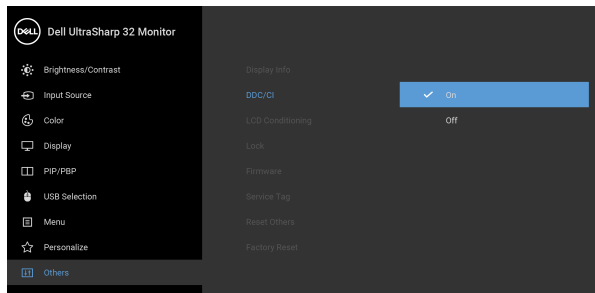 DELL Dell UltraSharp 32 Monitor
Brightness/Contrast
Input Source
Color
Display
PIP/PBP
USB Selection
Menu
Personalize
Others
Display Info
DDC/CI
LCD Conditioning
Lock
Firmware
Service Tag
Reset Others
Factory Reset
On
Off